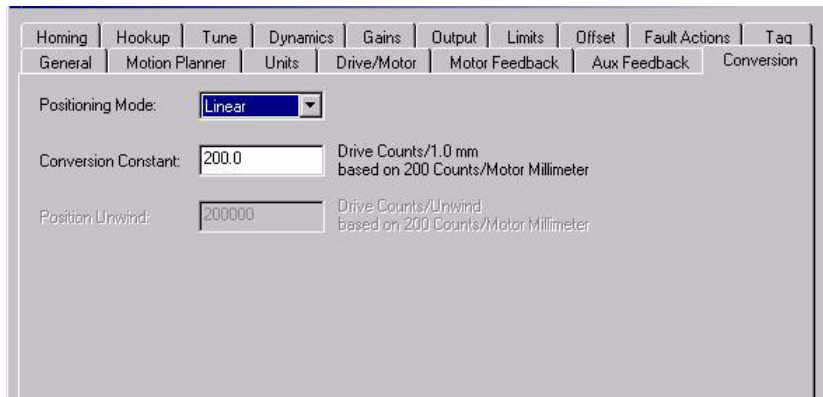 Homing Hookup Tune Dynamics Gains Output Limits Offset Fault Actions Tag
General Motion Planner Units Drive/Motor Motor Feedback Aux Feedback Conversion
Positioning Mode: Linear
Conversion Constant: 200.0 Drive Counts/1.0 mm
based on 200 Counts/Motor Millimeter
Position Unwind: 200000 Drive Counts/Unwind
based on 200 Counts/Motor Millimeter